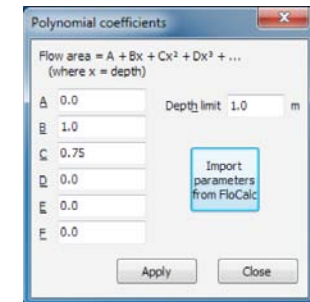 Polynomial coefficients
Flow area = A + Bx + Cx² + Dx³ + ...
(where x = depth)
A 0.0
Depth limit 1.0 m
B 1.0
C 0.75
D 0.0
E 0.0
F 0.0
Import
parameters
from FloCalc
Apply
Close